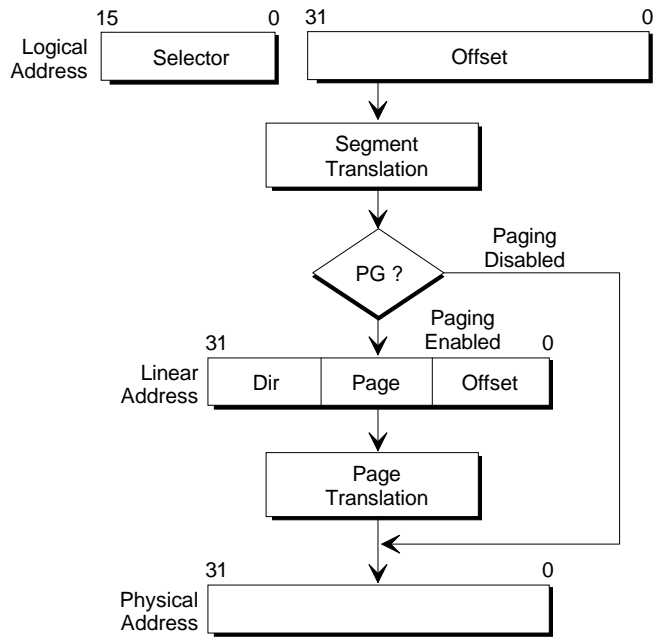 15 0 31 0
Logical
Address
Selector
Offset
Segment
Translation
PG ?
Paging
Disabled
Paging
Enabled
31 0
Linear
Address
Dir Page Offset
Page
Translation
31 0
Physical
Address